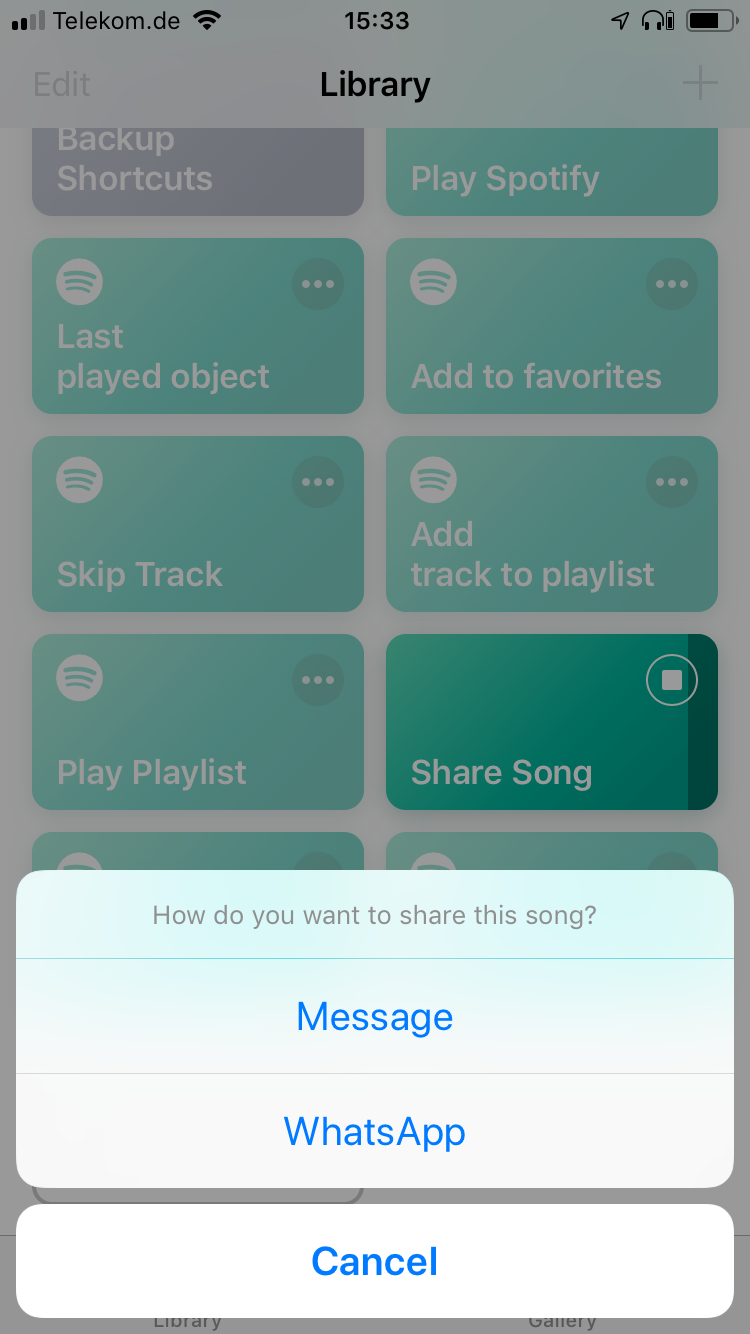 Telekom.de
15:33
Edit
Library
Backup
Shortcuts
Play Spotify
Last
played object
Add to favorites
Skip Track
Add
track to playlist
Play Playlist
Share Song
How do you want to share this song?
Message
WhatsApp
Cancel
Library
Gallery